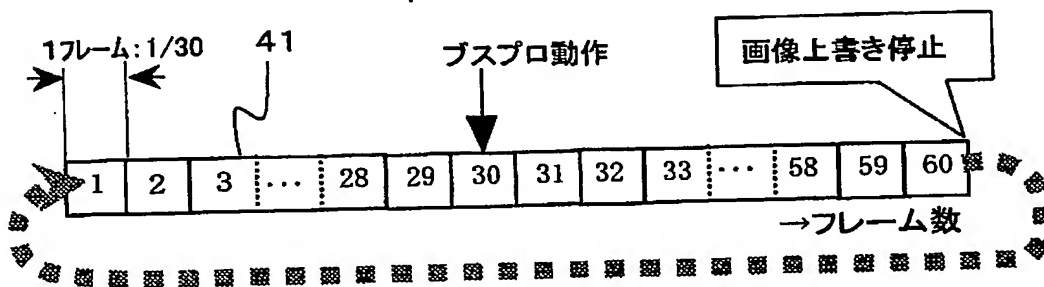 1フレーム:1/30
41
ブスプロ動作
画像上書き停止
1 2 3 ... 28 29 30 31 32 33 ... 58 59 60
→フレーム数